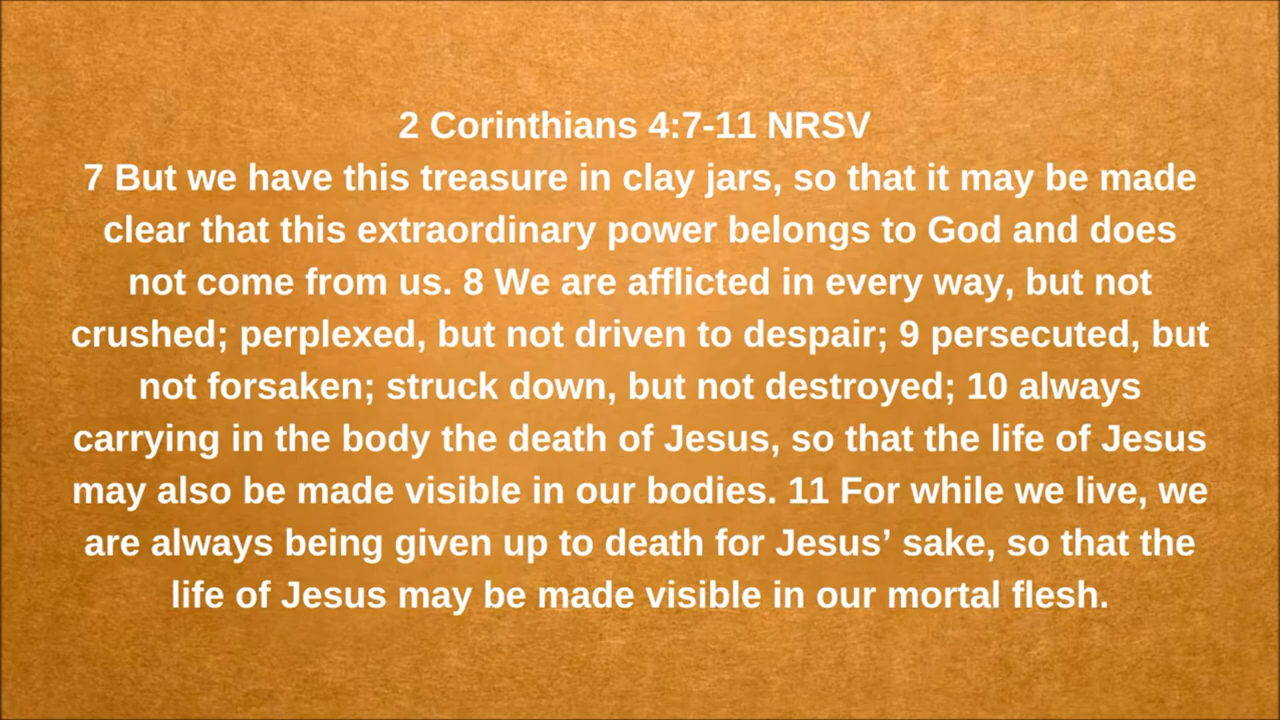 2 Corinthians 4:7-11 NRSV
7 But we have this treasure in clay jars, so that it may be made
clear that this extraordinary power belongs to God and does
not come from us. 8 We are afflicted in every way, but not
crushed; perplexed, but not driven to despair; 9 persecuted, but
not forsaken; struck down, but not destroyed; 10 always
carrying in the body the death of Jesus, so that the life of Jesus
may also be made visible in our bodies. 11 For while we live, we
are always being given up to death for Jesus’ sake, so that the
life of Jesus may be made visible in our mortal flesh.